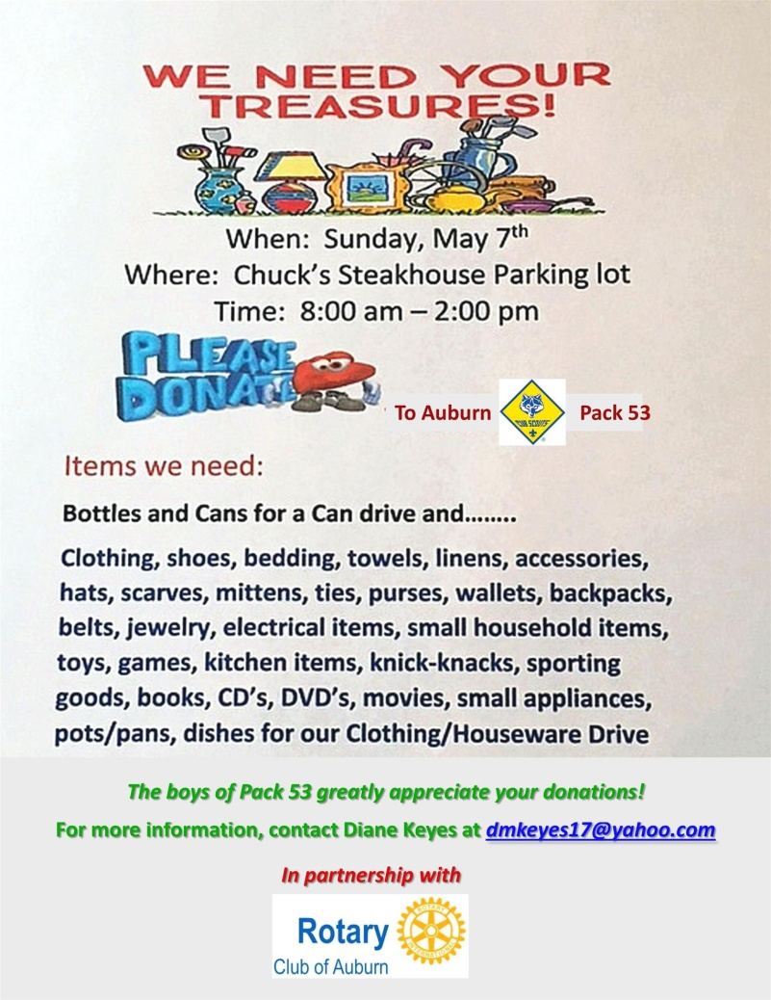 WE NEED YOUR
TREASURES!
When: Sunday, May 7th
Where: Chuck's Steakhouse Parking lot
Time: 8:00 am – 2:00 pm
PLEASE
DONATE
To Auburn CUB SCOUTS Pack 53
Items we need:
Bottles and Cans for a Can drive and........
Clothing, shoes, bedding, towels, linens, accessories,
hats, scarves, mittens, ties, purses, wallets, backpacks,
belts, jewelry, electrical items, small household items,
toys, games, kitchen items, knick-knacks, sporting
goods, books, CD's, DVD's, movies, small appliances,
pots/pans, dishes for our Clothing/Houseware Drive
The boys of Pack 53 greatly appreciate your donations!
For more information, contact Diane Keyes at dmkeyes17@yahoo.com
In partnership with
Rotary
Club of Auburn
ROTARY
INTERNATIONAL